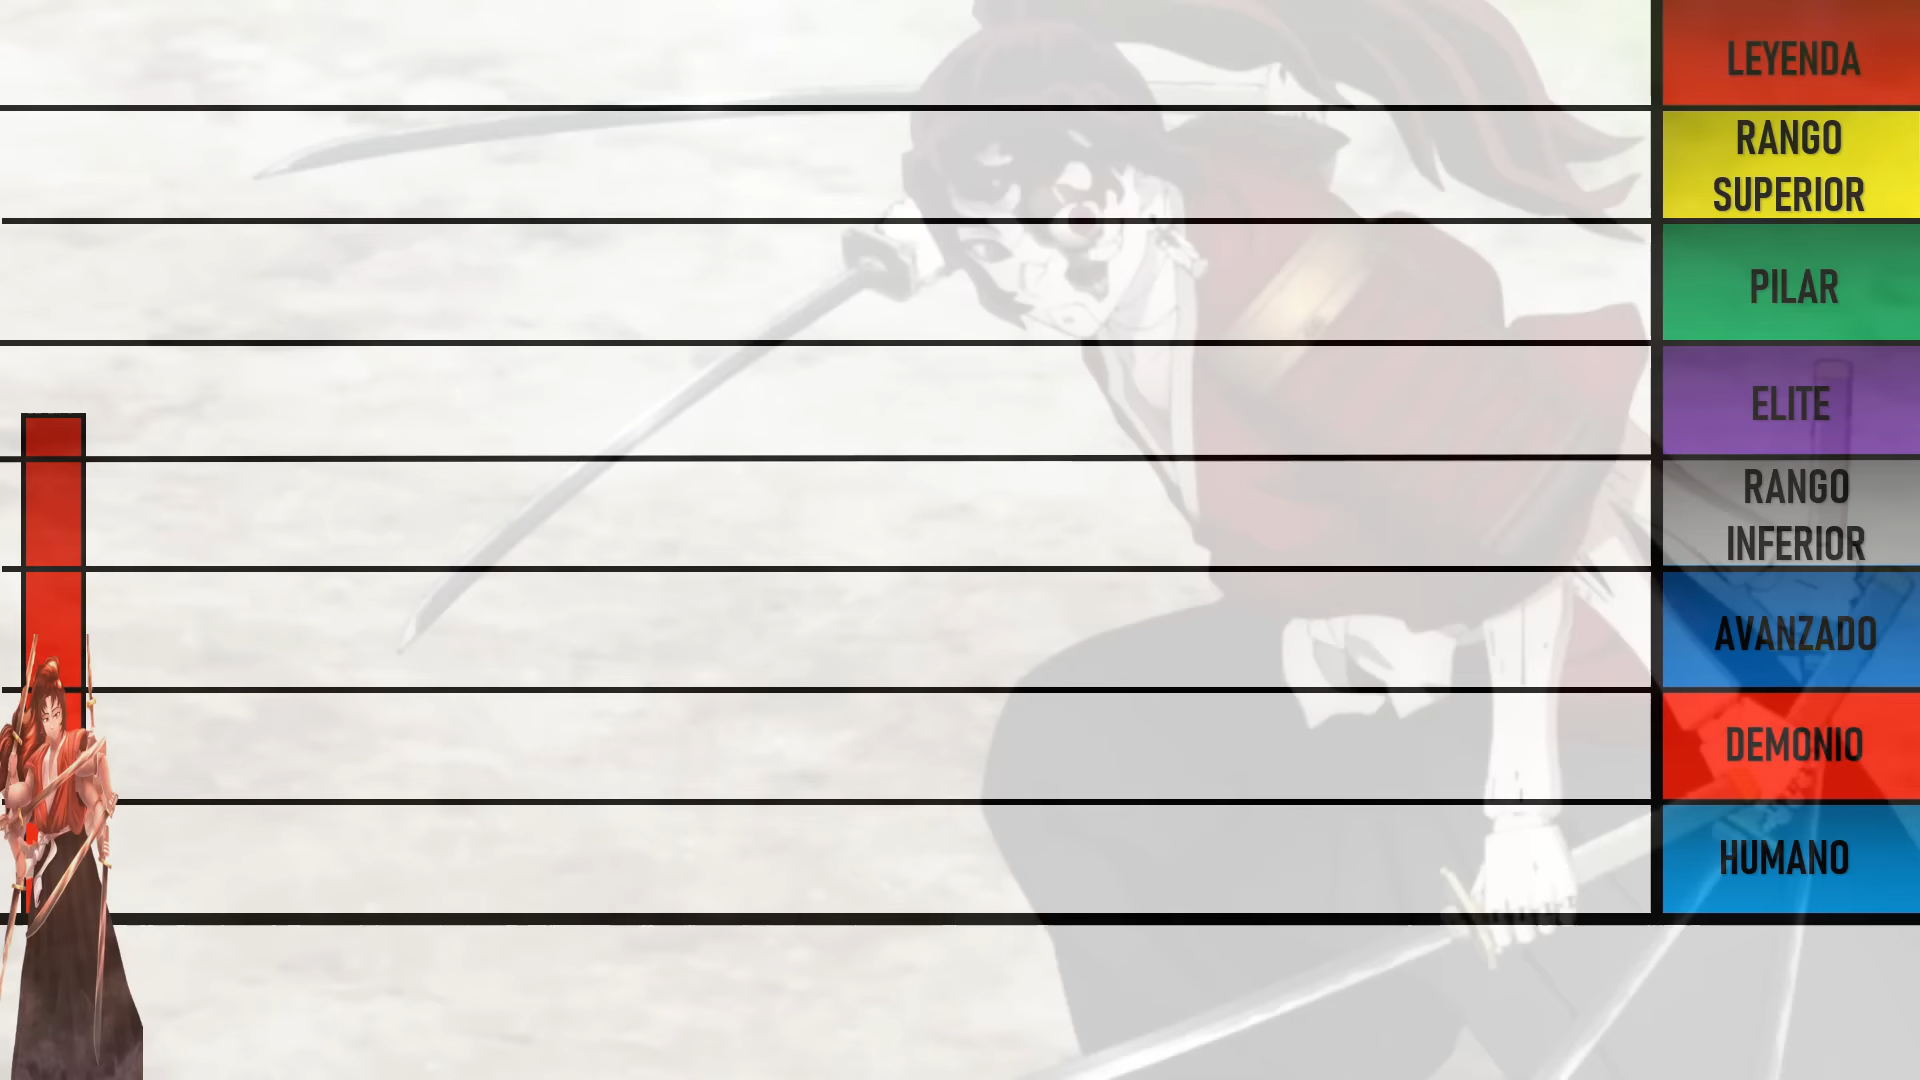 LEYENDA
RANGO
SUPERIOR
PILAR
ELITE
RANGO
INFERIOR
AVANZADO
DEMONIO
HUMANO